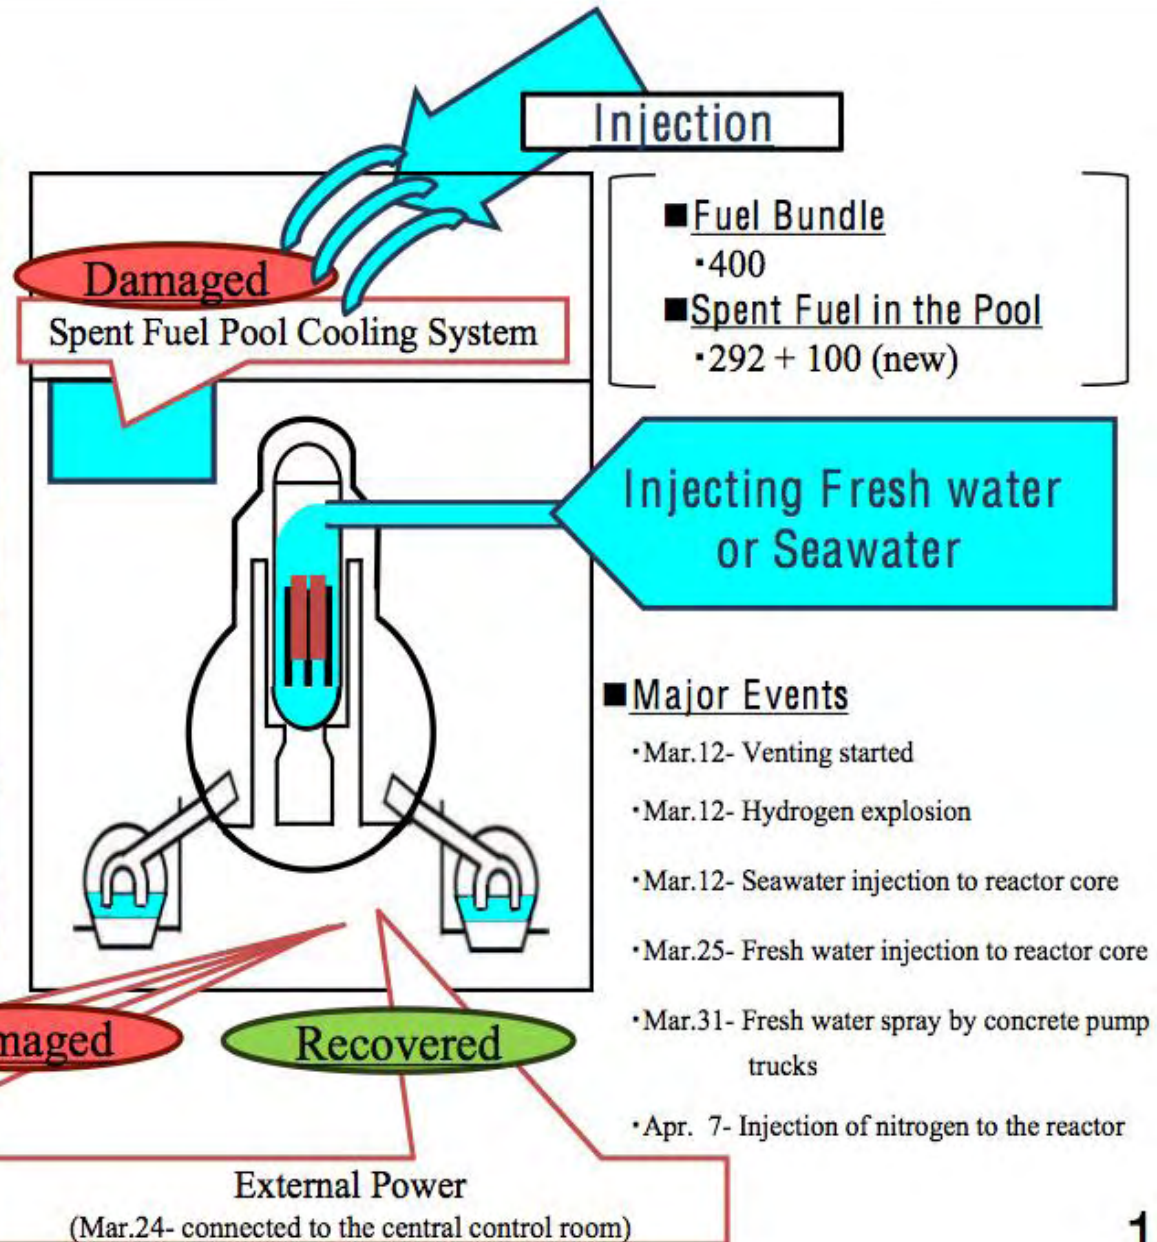 Injection
■Fuel Bundle
・400
■Spent Fuel in the Pool
・292 + 100 (new)
Damaged
Spent Fuel Pool Cooling System
Injecting Fresh water
or Seawater
■Major Events
・Mar.12- Venting started
・Mar.12- Hydrogen explosion
・Mar.12- Seawater injection to reactor core
・Mar.25- Fresh water injection to reactor core
・Mar.31- Fresh water spray by concrete pump
trucks
・Apr. 7- Injection of nitrogen to the reactor
maged
Recovered
External Power
(Mar.24- connected to the central control room)
1